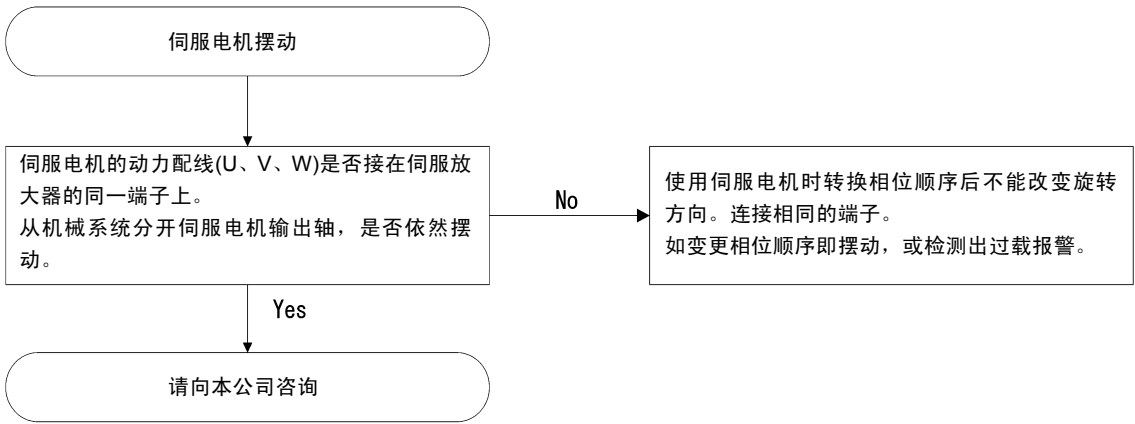 伺服电机摆动
伺服电机的动力配线(U、V、W)是否接在伺服放
大器的同一端子上。
从机械系统分开伺服电机输出轴，是否依然摆
动。
No
使用伺服电机时转换相位顺序后不能改变旋转
方向。连接相同的端子。
如变更相位顺序即摆动，或检测出过载报警。
Yes
请向本公司咨询